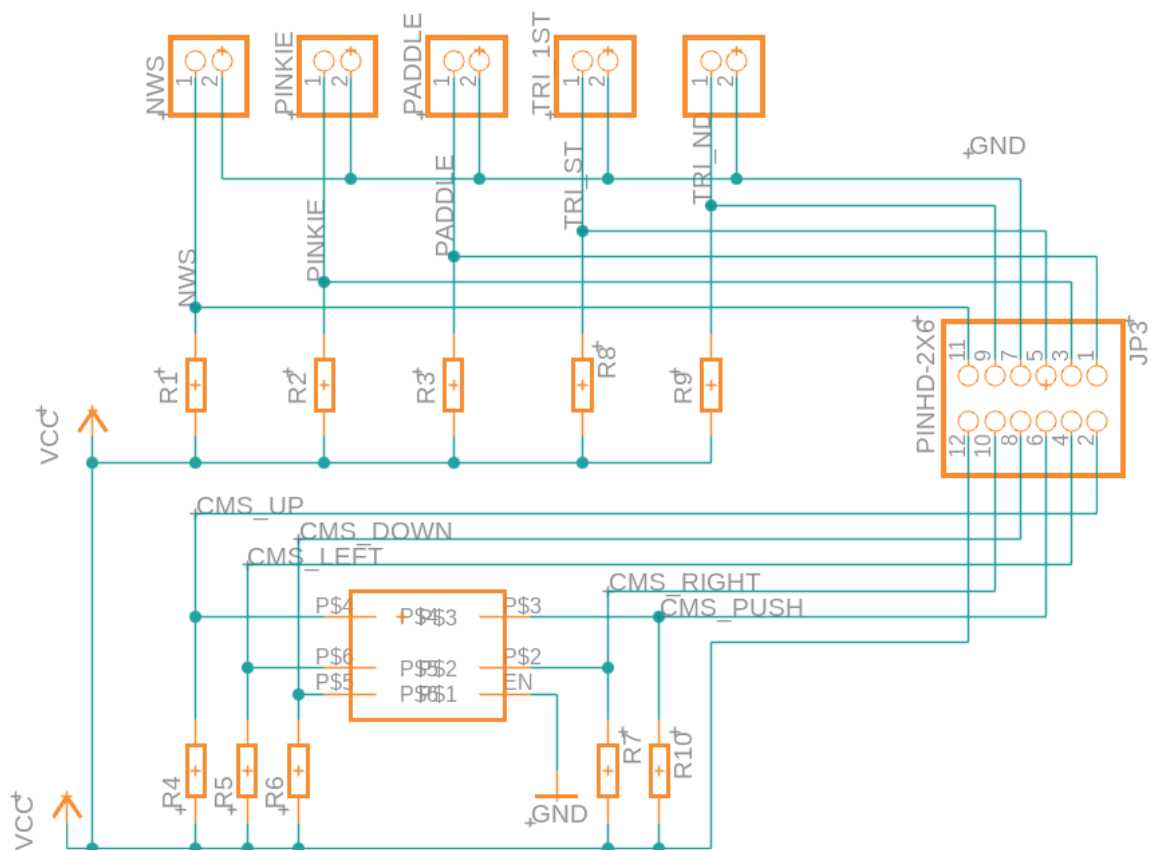 NWS
1
2
PINKIE
1
2
PADDLE
1
2
TRI_1ST
1
2
1
2
GND
NWS
PINKIE
PADDLE
TRI_ST
TRI_ND
R1
R2
R3
R8
R9
VCC
PINHD-2X6
JP3
11
9
7
5
3
1
12
10
8
6
4
2
CMS_UP
CMS_DOWN
CMS_LEFT
CMS_RIGHT
CMS_PUSH
P$4
P$3
P$6
P$2
P$5
P$1
EN
R4
R5
R6
R7
R10
GND
VCC